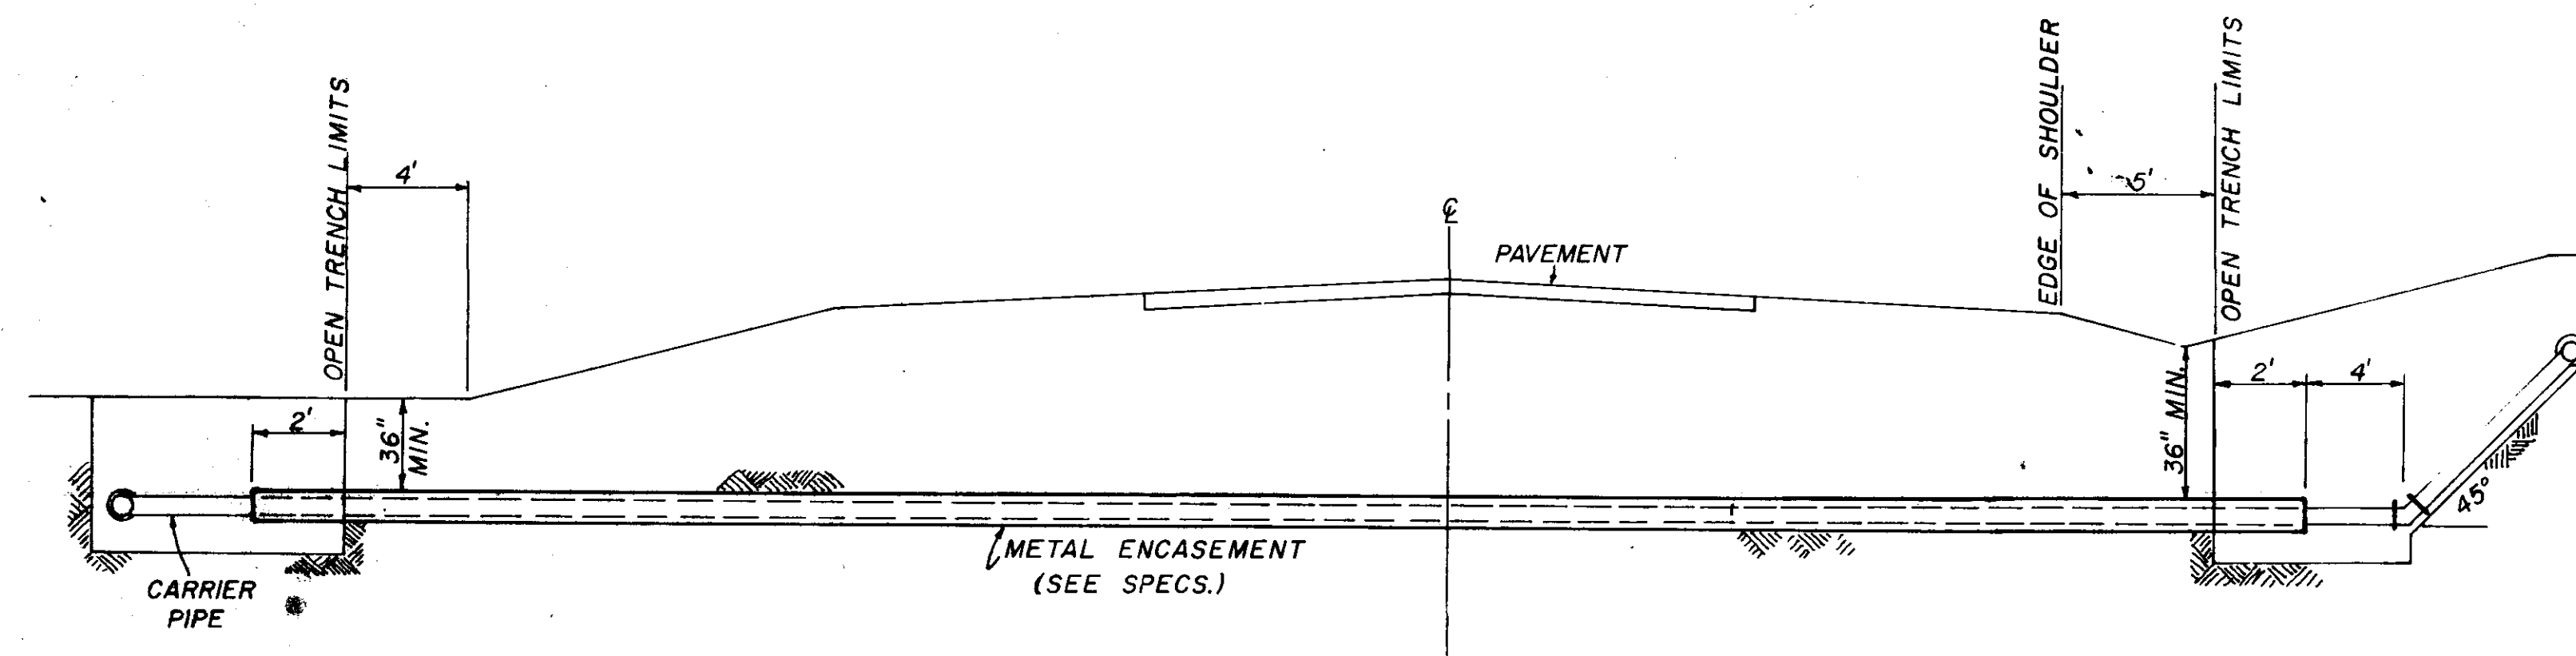 OPEN TRENCH LIMITS
4'
EDGE OF SHOULDER
5'
OPEN TRENCH LIMITS
℄
PAVEMENT
2'
36"
MIN.
36" MIN.
2'
4'
45°
METAL ENCASEMENT
(SEE SPECS.)
CARRIER
PIPE